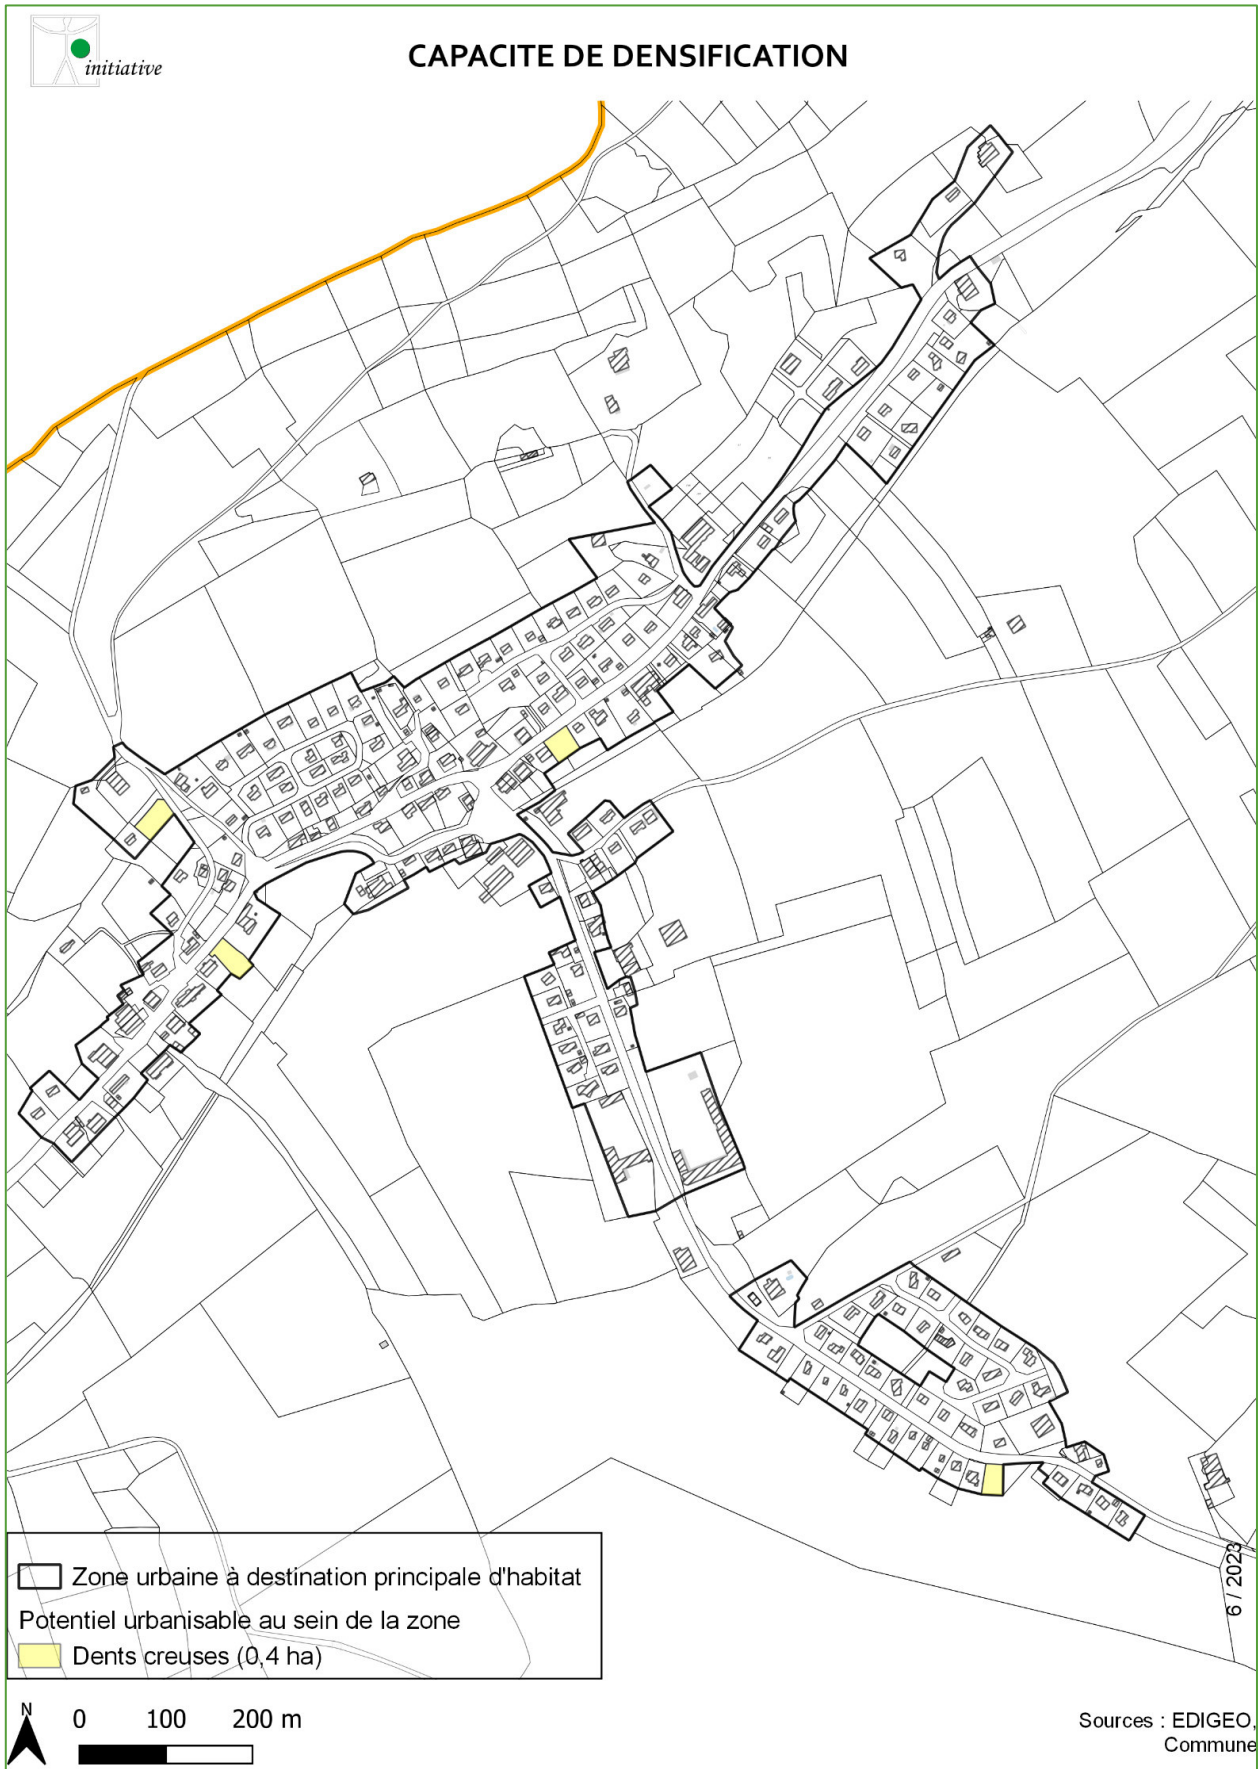 initiative
CAPACITE DE DENSIFICATION
Zone urbaine à destination principale d'habitat
Potentiel urbanisable au sein de la zone
Dents creuses (0,4 ha)
6 / 2023
N
0 100 200 m
Sources : EDIGEO,
Commune